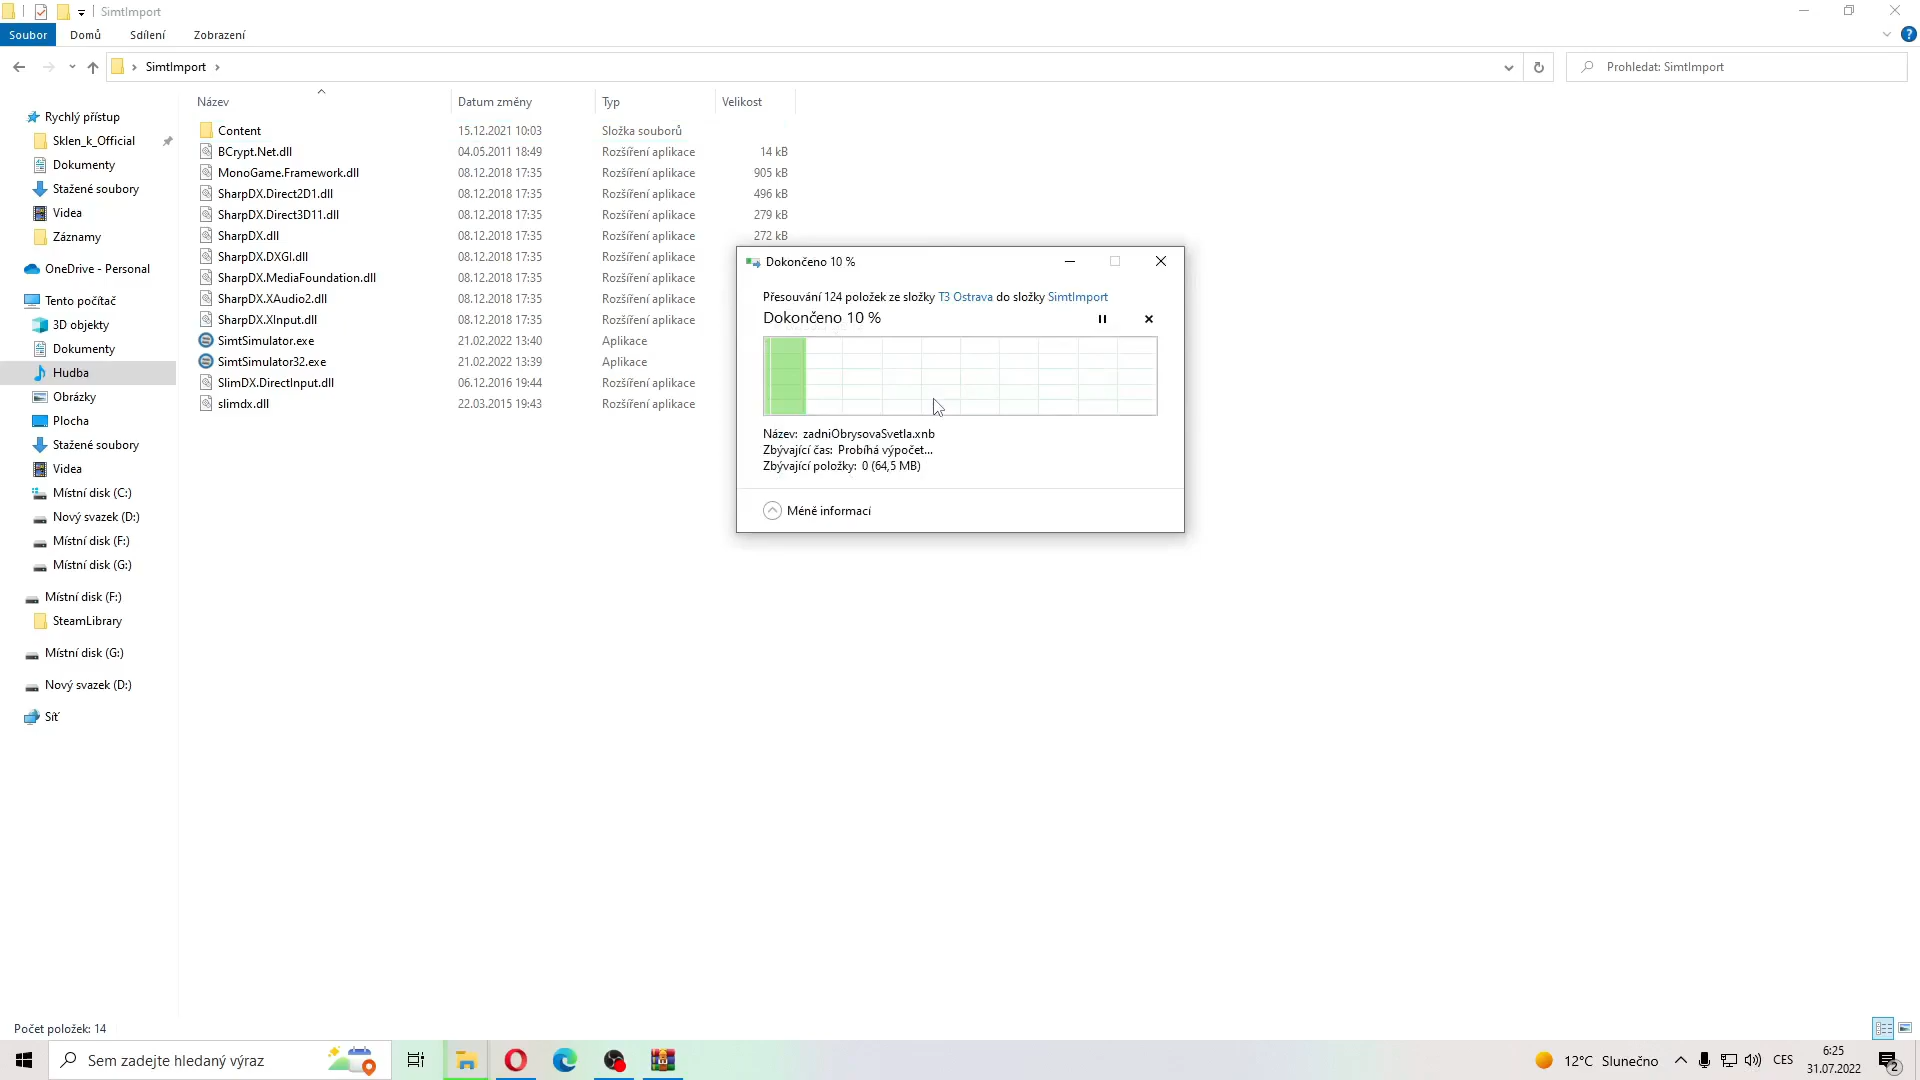 SimtImport
Soubor Domů Sdílení Zobrazení
SimtImport
Prohledat: SimtImport
Rychlý přístup
Sklen_k_Official
Dokumenty
Stažené soubory
Videa
Záznamy
OneDrive - Personal
Tento počítač
3D objekty
Dokumenty
Hudba
Obrázky
Plocha
Stažené soubory
Videa
Místní disk (C:)
Nový svazek (D:)
Místní disk (F:)
Místní disk (G:)
Místní disk (F:)
SteamLibrary
Místní disk (G:)
Nový svazek (D:)
Síť
Název Datum změny Typ Velikost
Content 15.12.2021 10:03 Složka souborů
BCrypt.Net.dll 04.05.2011 18:49 Rozšíření aplikace 14 kB
MonoGame.Framework.dll 08.12.2018 17:35 Rozšíření aplikace 905 kB
SharpDX.Direct2D1.dll 08.12.2018 17:35 Rozšíření aplikace 496 kB
SharpDX.Direct3D11.dll 08.12.2018 17:35 Rozšíření aplikace 279 kB
SharpDX.dll 08.12.2018 17:35 Rozšíření aplikace 272 kB
SharpDX.DXGI.dll 08.12.2018 17:35 Rozšíření aplikace
SharpDX.MediaFoundation.dll 08.12.2018 17:35 Rozšíření aplikace
SharpDX.XAudio2.dll 08.12.2018 17:35 Rozšíření aplikace
SharpDX.XInput.dll 08.12.2018 17:35 Rozšíření aplikace
SimtSimulator.exe 21.02.2022 13:40 Aplikace
SimtSimulator32.exe 21.02.2022 13:39 Aplikace
SlimDX.DirectInput.dll 06.12.2016 19:44 Rozšíření aplikace
slimdx.dll 22.03.2015 19:43 Rozšíření aplikace
Dokončeno 10 %
Přesouvání 124 položek ze složky T3 Ostrava do složky SimtImport
Dokončeno 10 %
Název: zadniObrysovaSvetla.xnb
Zbývající čas: Probíhá výpočet...
Zbývající položky: 0 (64,5 MB)
Méně informací
Počet položek: 14
Sem zadejte hledaný výraz
12°C Slunečno
CES
6:25
31.07.2022
2